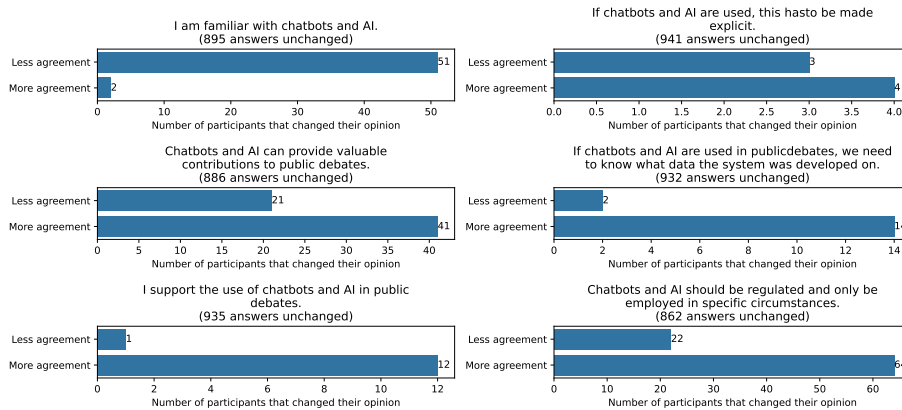 I am familiar with chatbots and AI.
(895 answers unchanged)
Less agreement
51
More agreement
2
0 10 20 30 40 50
Number of participants that changed their opinion
If chatbots and AI are used, this hasto be made
explicit.
(941 answers unchanged)
Less agreement
3
More agreement
4
0.0 0.5 1.0 1.5 2.0 2.5 3.0 3.5 4.0
Number of participants that changed their opinion
Chatbots and AI can provide valuable
contributions to public debates.
(886 answers unchanged)
Less agreement
21
More agreement
41
0 5 10 15 20 25 30 35 40
Number of participants that changed their opinion
If chatbots and AI are used in publicdebates, we need
to know what data the system was developed on.
(932 answers unchanged)
Less agreement
2
More agreement
0 2 4 6 8 10 12 14
Number of participants that changed their opinion
I support the use of chatbots and AI in public
debates.
(935 answers unchanged)
Less agreement
1
More agreement
12
0 2 4 6 8 10 12
Number of participants that changed their opinion
Chatbots and AI should be regulated and only be
employed in specific circumstances.
(862 answers unchanged)
Less agreement
22
More agreement
0 10 20 30 40 50 60
Number of participants that changed their opinion